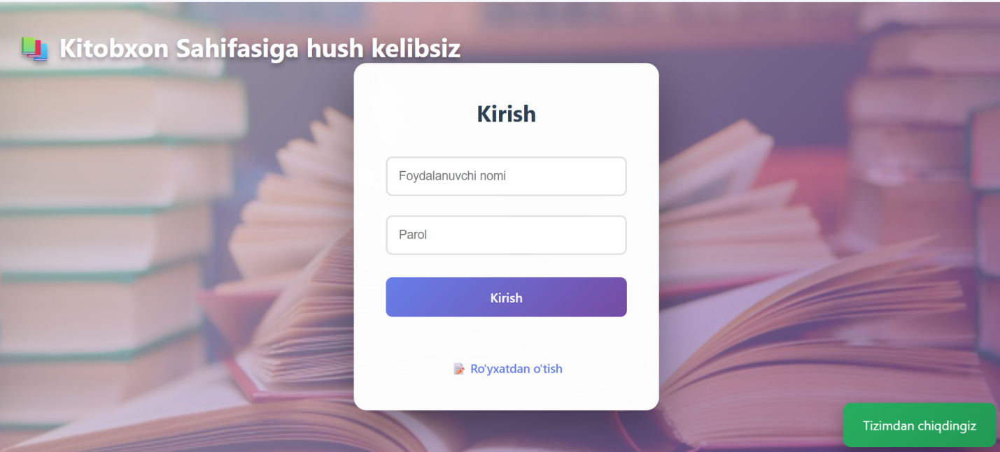 Kitobxon Sahifasiga hush kelibsiz
Kirish
Foydalanuvchi nomi
Parol
Kirish
Ro'yxatdan o'tish
Tizimdan chiqdingiz